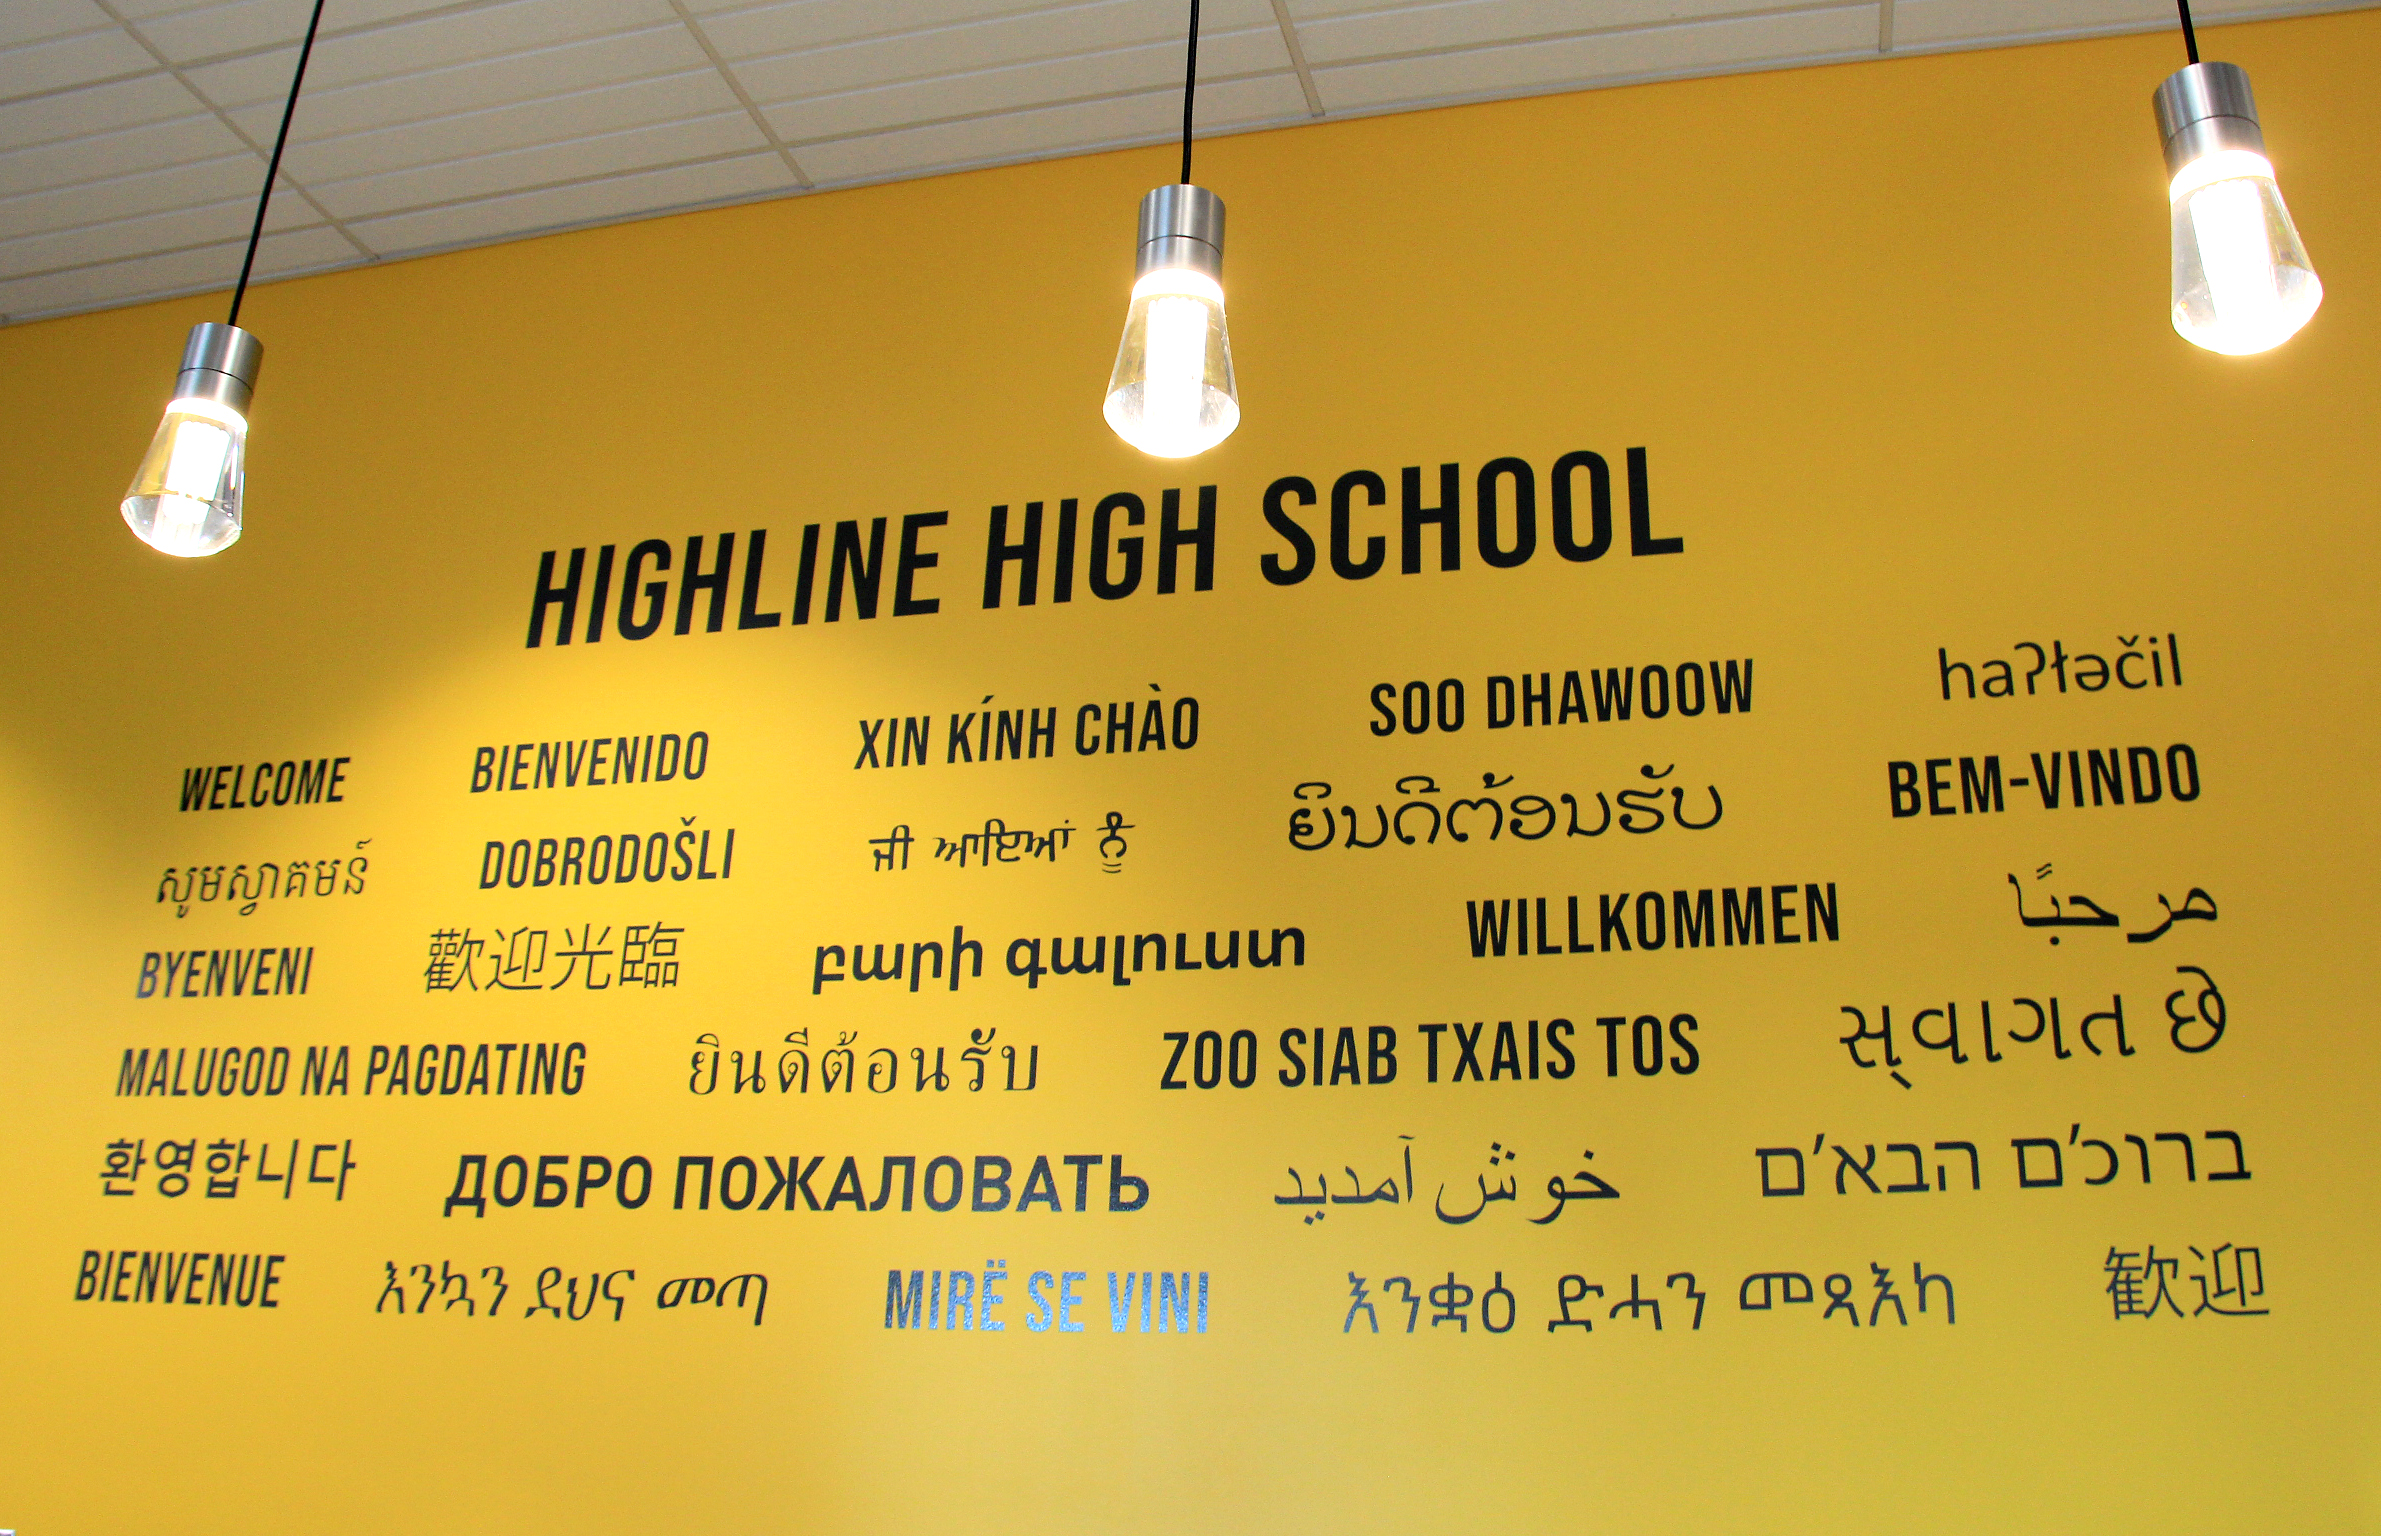 HIGHLINE HIGH SCHOOL
WELCOME BIENVENIDO XIN KÍNH CHÀO SOO DHAWOOW haʔłəčil
សូមស្វាគមន៍ DOBRODOŠLI ਜੀ ਆਇਆਂ ਨੂੰ ຍິນດີຕ້ອນຮັບ BEM-VINDO
BYENVENI 歡迎光臨 բարի գալուստ WILLKOMMEN مرحبًا
MALUGOD NA PAGDATING ยินดีต้อนรับ ZOO SIAB TXAIS TOS સ્વાગત છે
환영합니다 ДОБРО ПОЖАЛОВАТЬ خوش آمدید ברוכ׳ם הבא׳ם
BIENVENUE እንኳን ደህና መጣ MIRË SE VINI እንቋዕ ድሓን መጻእካ 歓迎